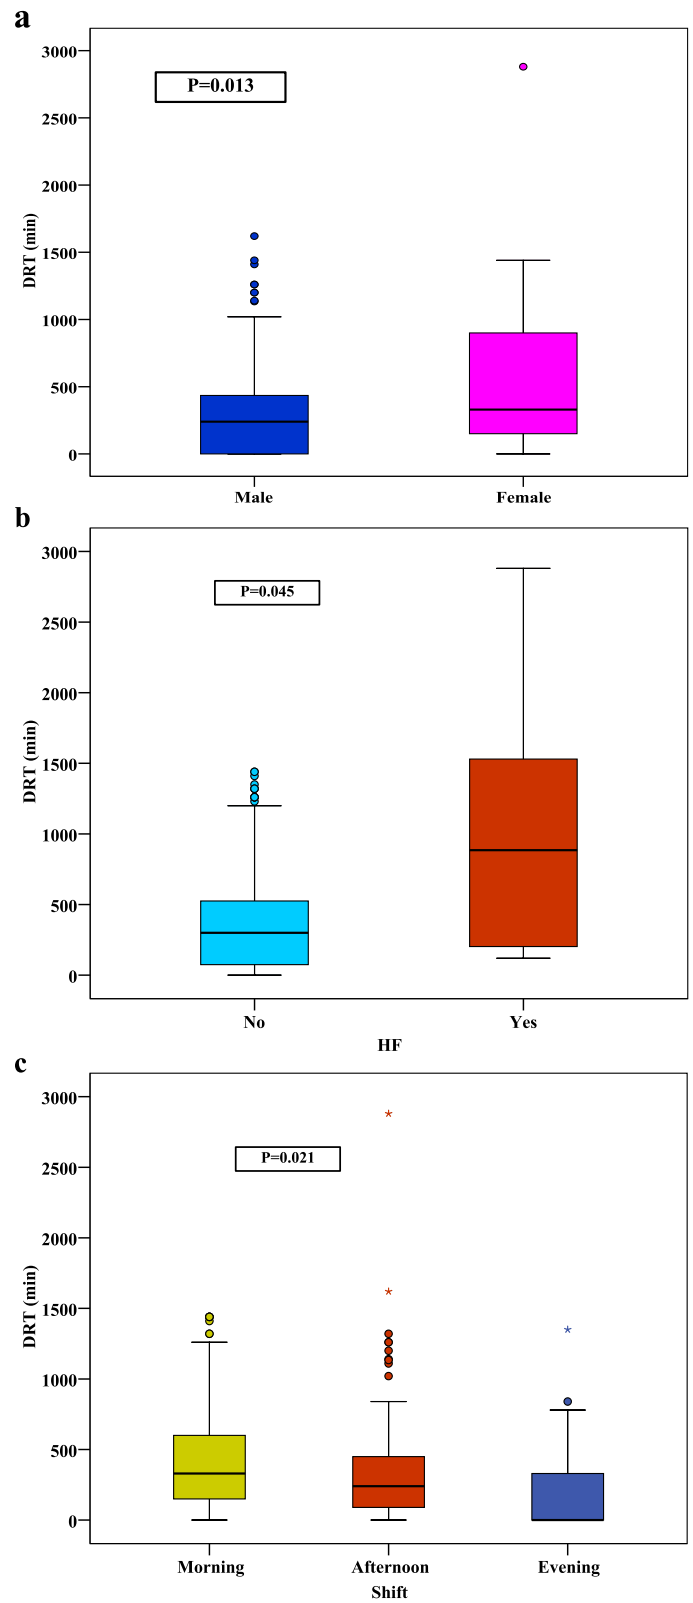 a
3000
P=0.013
2500
2000
1500
DRT (min)
1000
500
0
Male Female
b
3000
P=0.045
2500
2000
1500
DRT (min)
1000
500
0
No Yes
HF
c
3000
P=0.021
2500
2000
1500
DRT (min)
1000
500
0
Morning Afternoon Evening
Shift